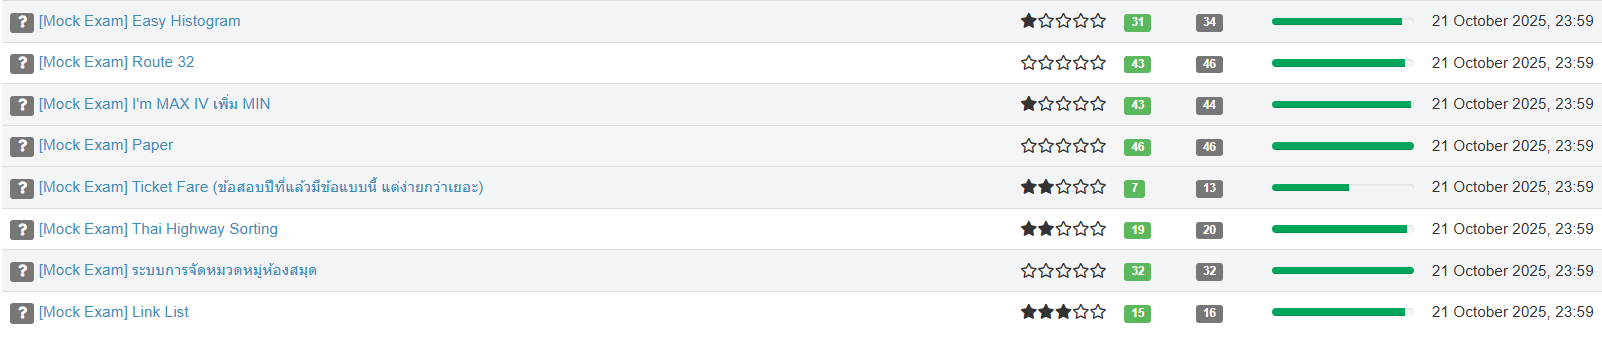 ? [Mock Exam] Easy Histogram 31 34 21 October 2025, 23:59
? [Mock Exam] Route 32 43 46 21 October 2025, 23:59
? [Mock Exam] I'm MAX IV เพิ่ม MIN 43 44 21 October 2025, 23:59
? [Mock Exam] Paper 46 46 21 October 2025, 23:59
? [Mock Exam] Ticket Fare (ข้อสอบปีที่แล้วมีข้อแบบนี้ แต่ง่ายกว่าเยอะ) 7 13 21 October 2025, 23:59
? [Mock Exam] Thai Highway Sorting 19 20 21 October 2025, 23:59
? [Mock Exam] ระบบการจัดหมวดหมู่ห้องสมุด 32 32 21 October 2025, 23:59
? [Mock Exam] Link List 15 16 21 October 2025, 23:59